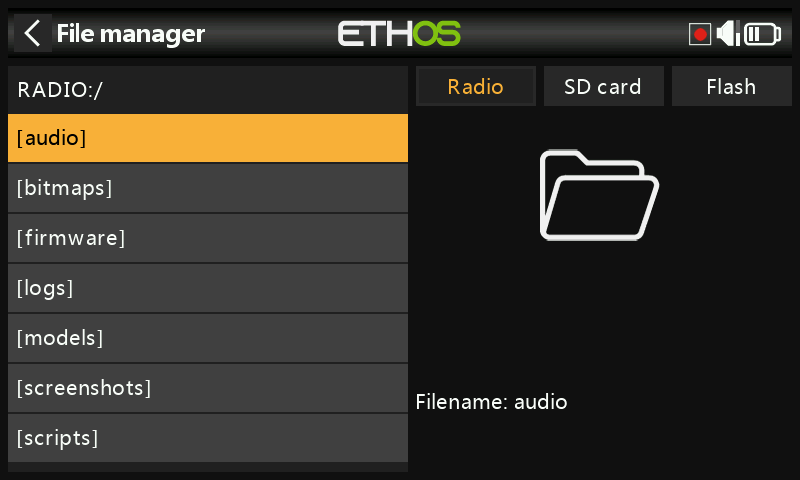 File manager
ETHOS
RADIO:/
Radio
SD card
Flash
[audio]
[bitmaps]
[firmware]
[logs]
[models]
[screenshots]
[scripts]
Filename: audio